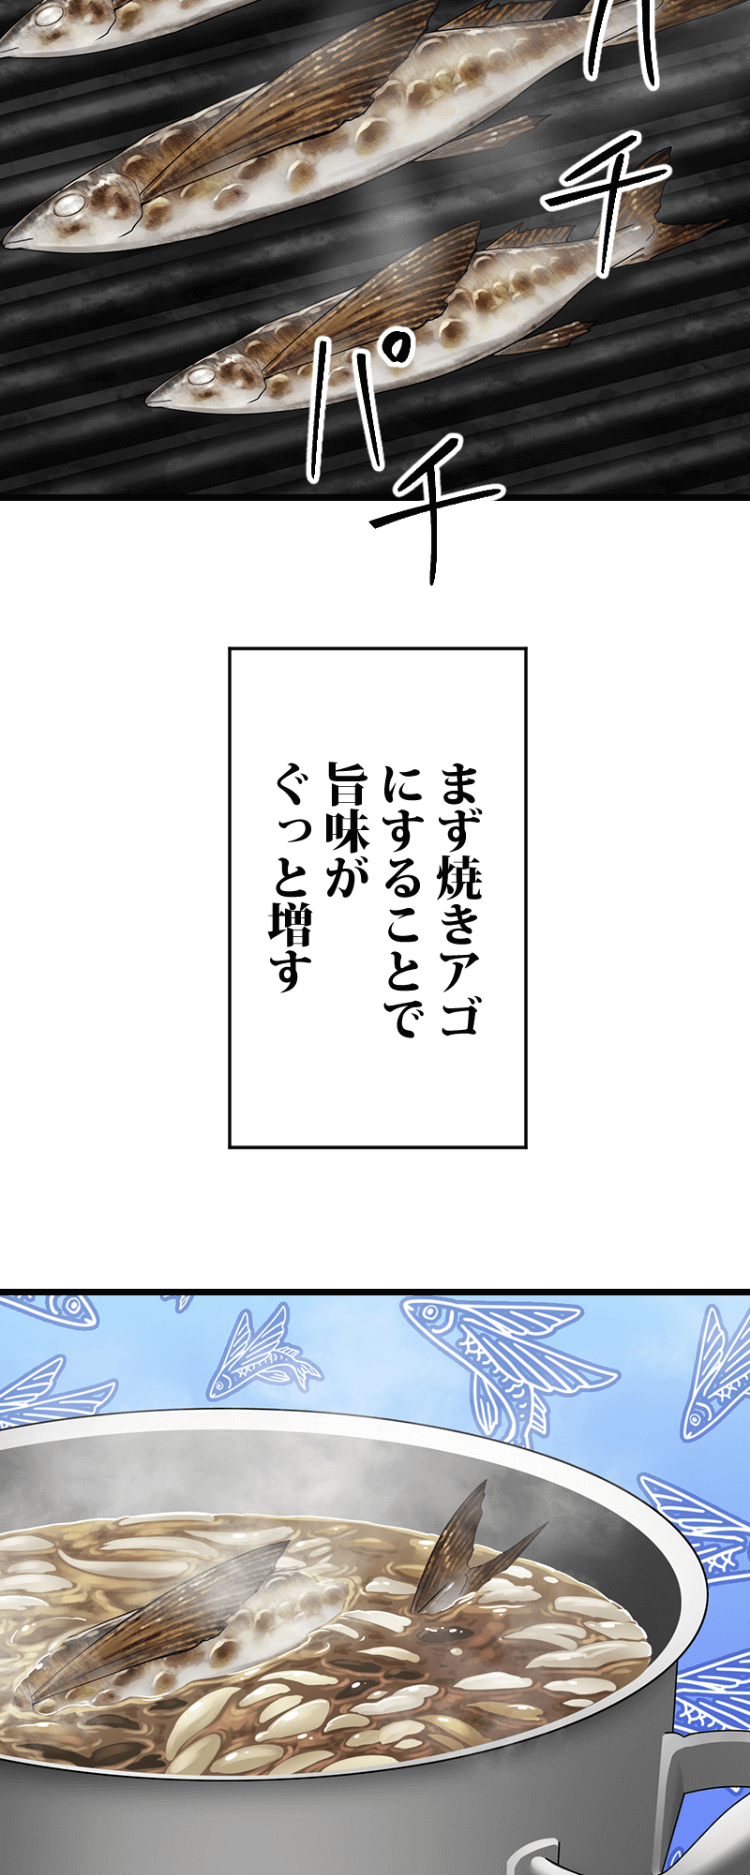 パチ
パチ
まず焼きアゴ
にすることで
旨味が
ぐっと増す